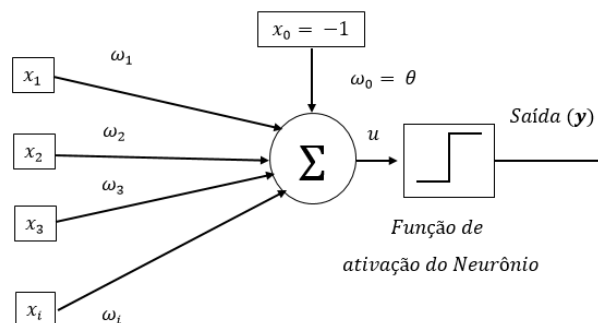 x₀ = −1
ω₁
ω₀ = θ
x₁
Saída (y)
ω₂
u
x₂
Σ
ω₃
x₃
Função de
ativação do Neurônio
xᵢ
ωᵢ